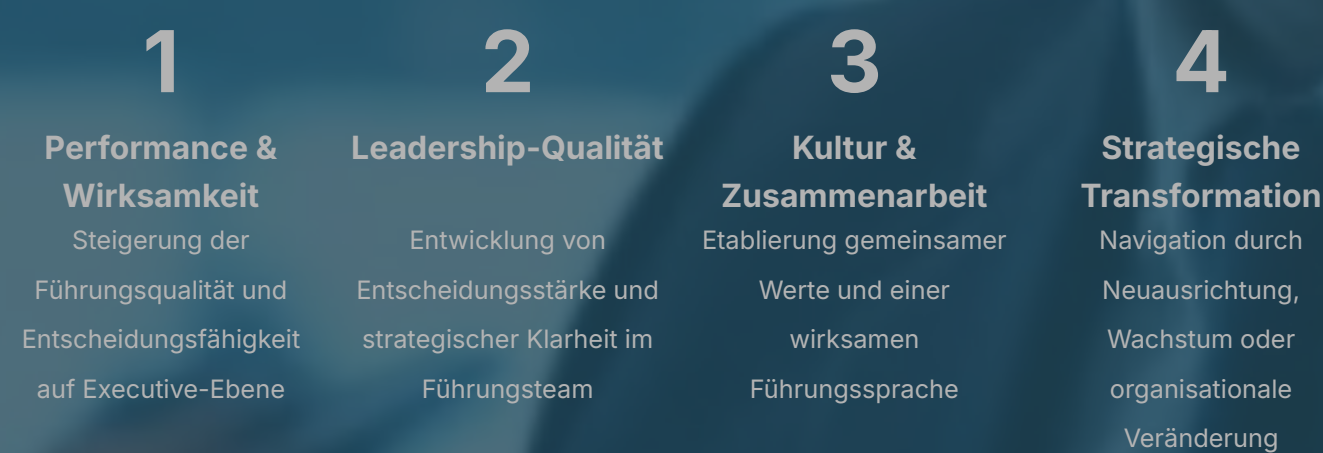 1
Performance &
Wirksamkeit
Steigerung der
Führungsqualität und
Entscheidungsfähigkeit
auf Executive-Ebene
2
Leadership-Qualität
Entwicklung von
Entscheidungsstärke und
strategischer Klarheit im
Führungsteam
3
Kultur &
Zusammenarbeit
Etablierung gemeinsamer
Werte und einer
wirksamen
Führungssprache
4
Strategische
Transformation
Navigation durch
Neuausrichtung,
Wachstum oder
organisationale
Veränderung